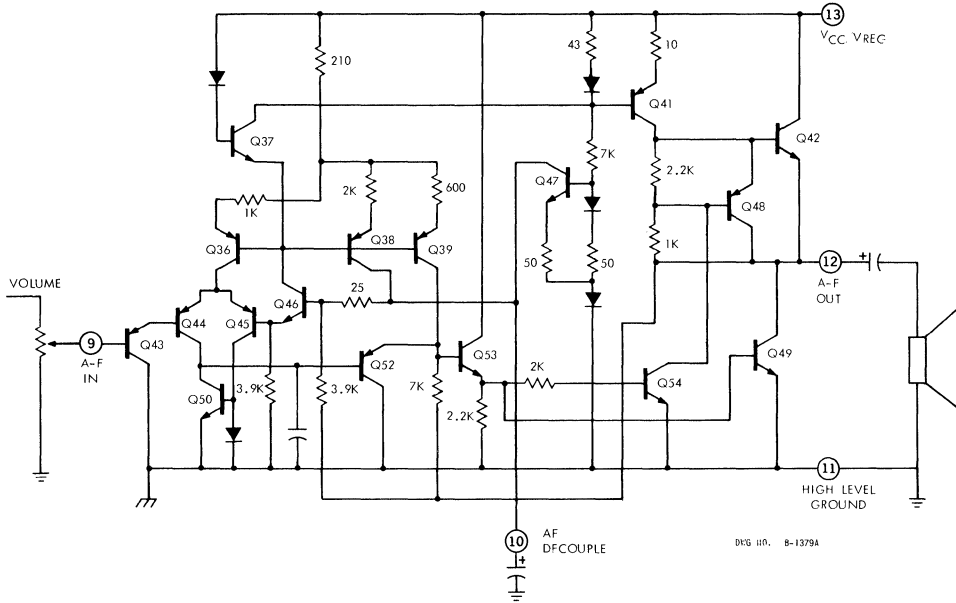 13
VCC, VREG
210
43
10
Q37
Q41
Q42
7K
Q47
2.2K
2K
600
1K
Q48
Q36
Q38
Q39
50
50
1K
12
A-F
OUT
+
VOLUME
25
Q46
9
A-F
IN
Q43
Q44
Q45
Q52
Q53
Q49
2K
Q54
Q50
3.9K
3.9K
7K
2.2K
11
HIGH LEVEL
GROUND
10
AF
DFCOUPLE
+
DWG NO. B-1379A